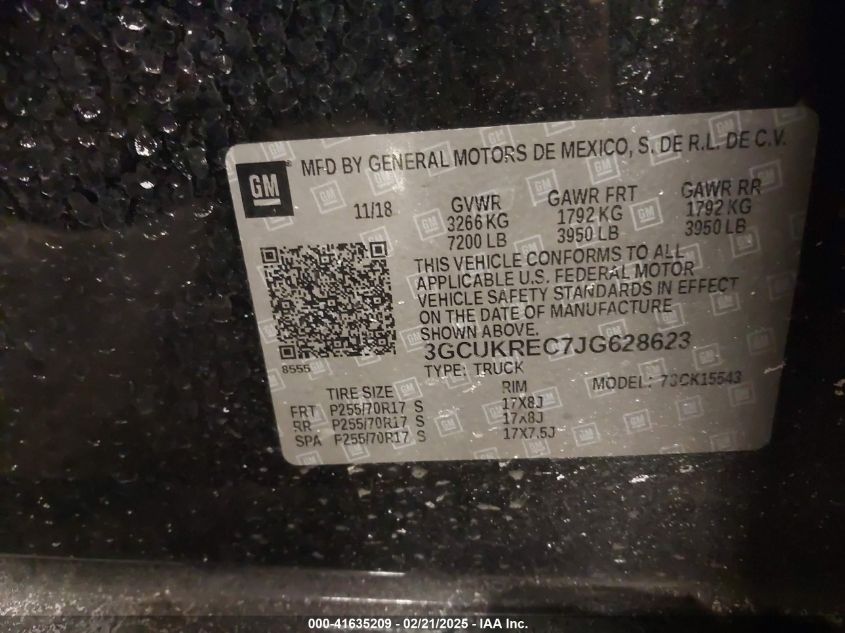 GM
MFD BY GENERAL MOTORS DE MEXICO, S. DE R.L. DE C.V.
11/18
GVWR
3266 KG
7200 LB
GAWR FRT
1792 KG
3950 LB
GAWR RR
1792 KG
3950 LB
THIS VEHICLE CONFORMS TO ALL
APPLICABLE U.S. FEDERAL MOTOR
VEHICLE SAFETY STANDARDS IN EFFECT
ON THE DATE OF MANUFACTURE
SHOWN ABOVE.
8555
3GCUKREC7JG628623
TYPE: TRUCK
MODEL: 73CK15543
TIRE SIZE
RIM
FRT P255/70R17 S 17X8J
RR P255/70R17 S 17X8J
SPA P255/70R17 S 17X7.5J
000-41635209 - 02/21/2025 - IAA Inc.